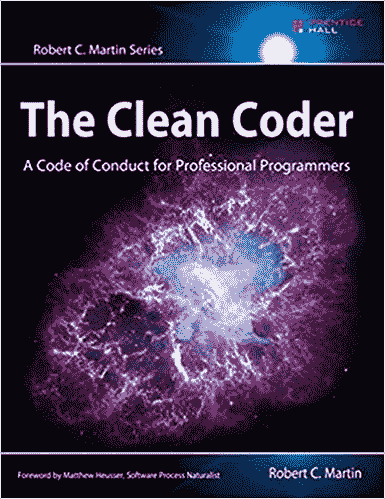 Robert C. Martin Series
PRENTICE
HALL
The Clean Coder
A Code of Conduct for Professional Programmers
Foreword by Matthew Heusser, Software Process Naturalist
Robert C. Martin